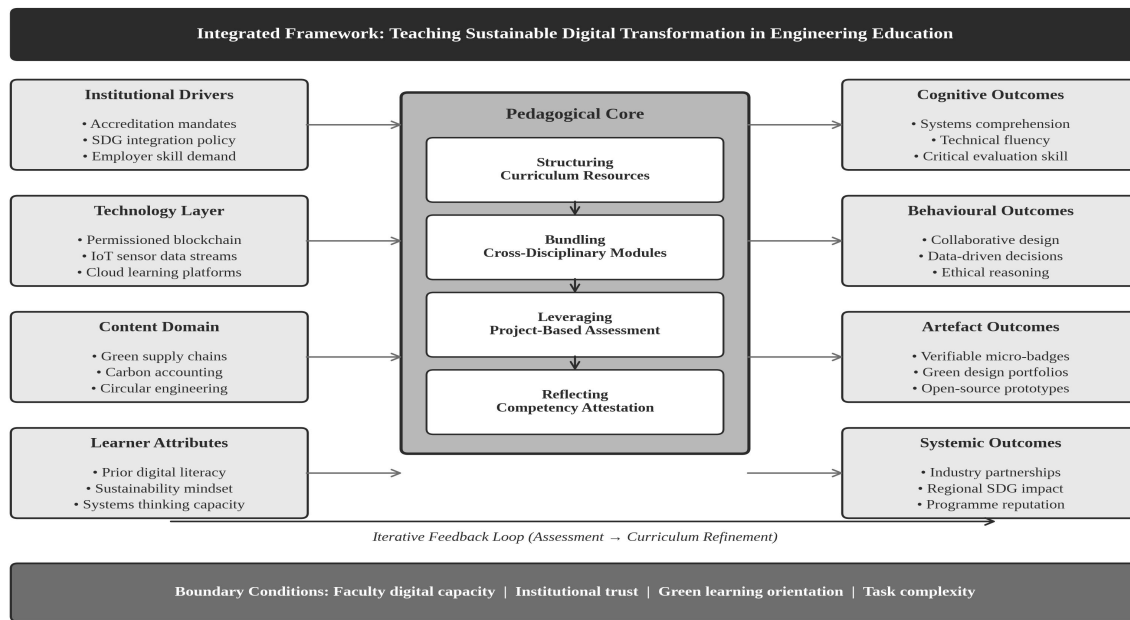 Integrated Framework: Teaching Sustainable Digital Transformation in Engineering Education
Institutional Drivers
• Accreditation mandates
• SDG integration policy
• Employer skill demand
Technology Layer
• Permissioned blockchain
• IoT sensor data streams
• Cloud learning platforms
Content Domain
• Green supply chains
• Carbon accounting
• Circular engineering
Learner Attributes
• Prior digital literacy
• Sustainability mindset
• Systems thinking capacity
Pedagogical Core
Structuring
Curriculum Resources
Bundling
Cross-Disciplinary Modules
Leveraging
Project-Based Assessment
Reflecting
Competency Attestation
Cognitive Outcomes
• Systems comprehension
• Technical fluency
• Critical evaluation skill
Behavioural Outcomes
• Collaborative design
• Data-driven decisions
• Ethical reasoning
Artefact Outcomes
• Verifiable micro-badges
• Green design portfolios
• Open-source prototypes
Systemic Outcomes
• Industry partnerships
• Regional SDG impact
• Programme reputation
Iterative Feedback Loop (Assessment → Curriculum Refinement)
Boundary Conditions: Faculty digital capacity | Institutional trust | Green learning orientation | Task complexity